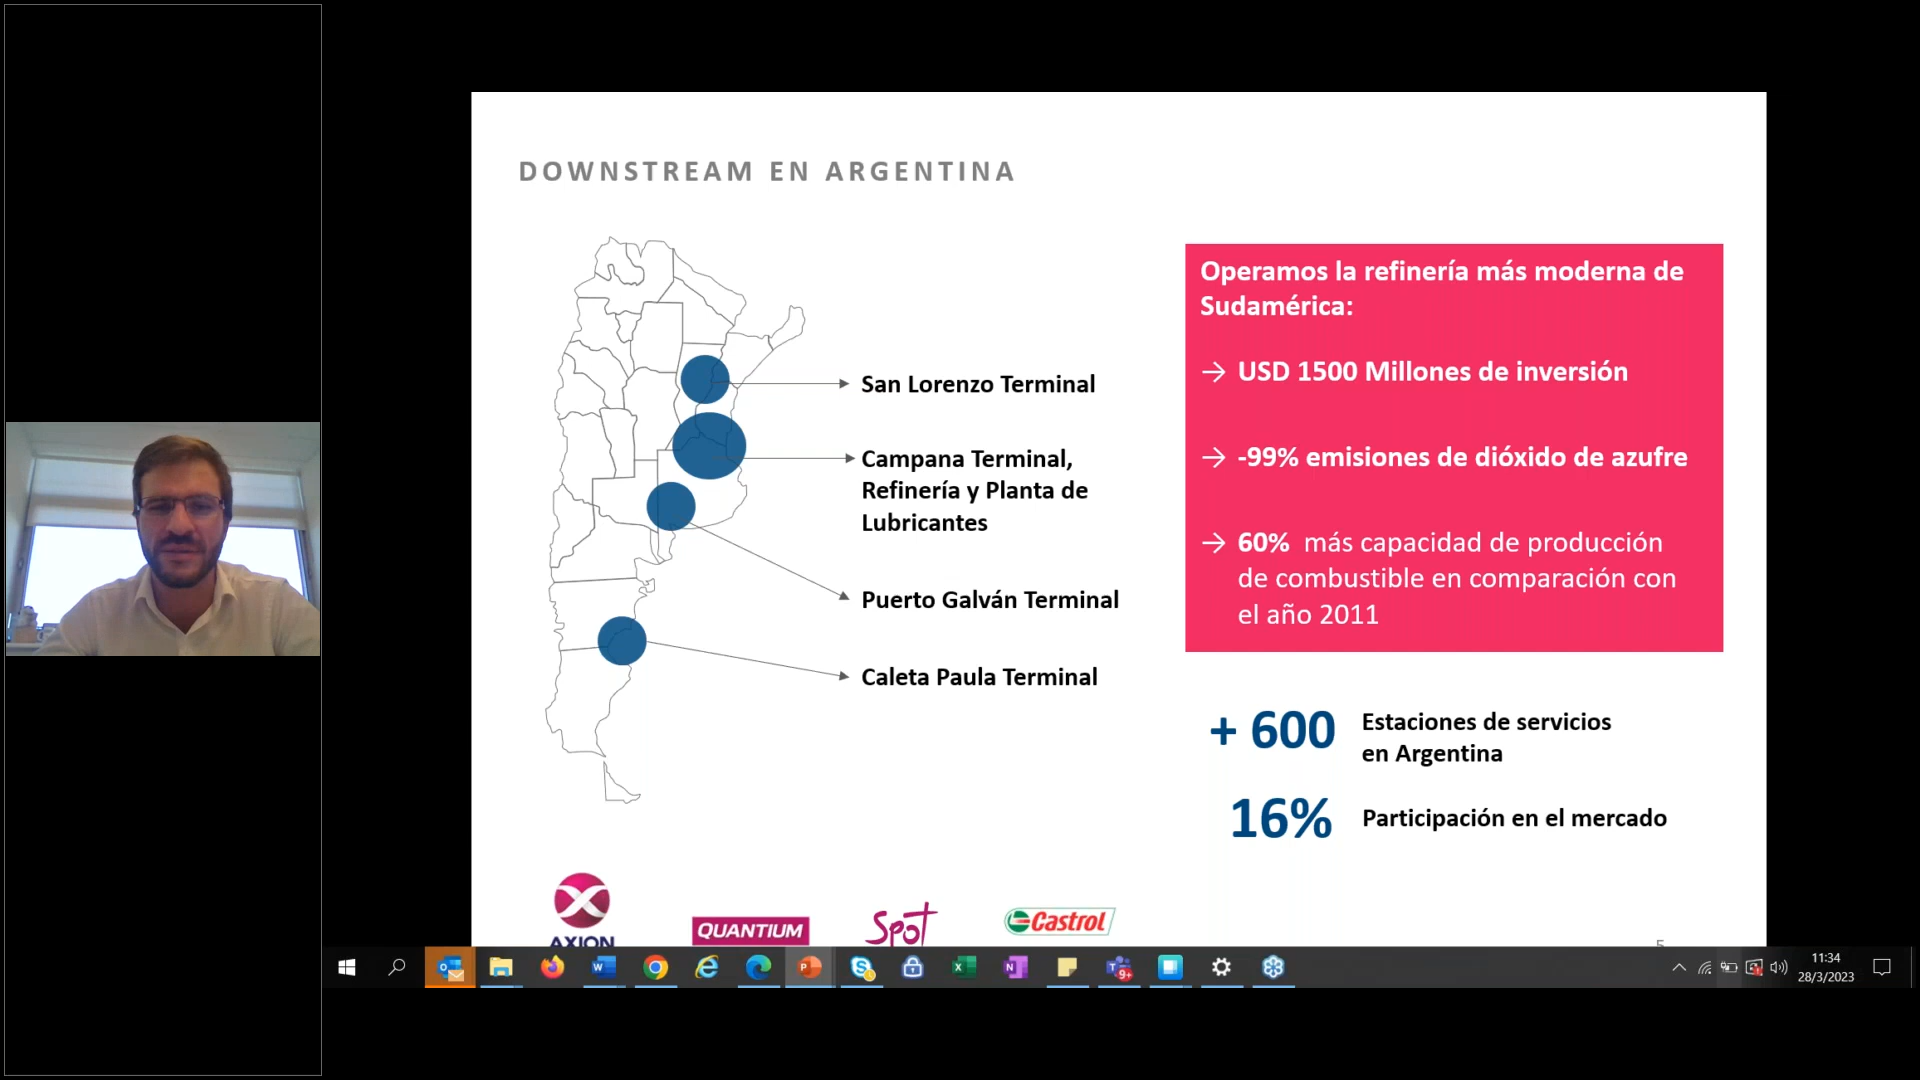 DOWNSTREAM EN ARGENTINA
San Lorenzo Terminal
Campana Terminal,
Refinería y Planta de
Lubricantes
Puerto Galván Terminal
Caleta Paula Terminal
Operamos la refinería más moderna de
Sudamérica:
→ USD 1500 Millones de inversión
→ -99% emisiones de dióxido de azufre
→ 60% más capacidad de producción
de combustible en comparación con
el año 2011
+ 600 Estaciones de servicios
en Argentina
16% Participación en el mercado
AXION
QUANTIUM
Spot
Castrol
5
9+
11:34
28/3/2023